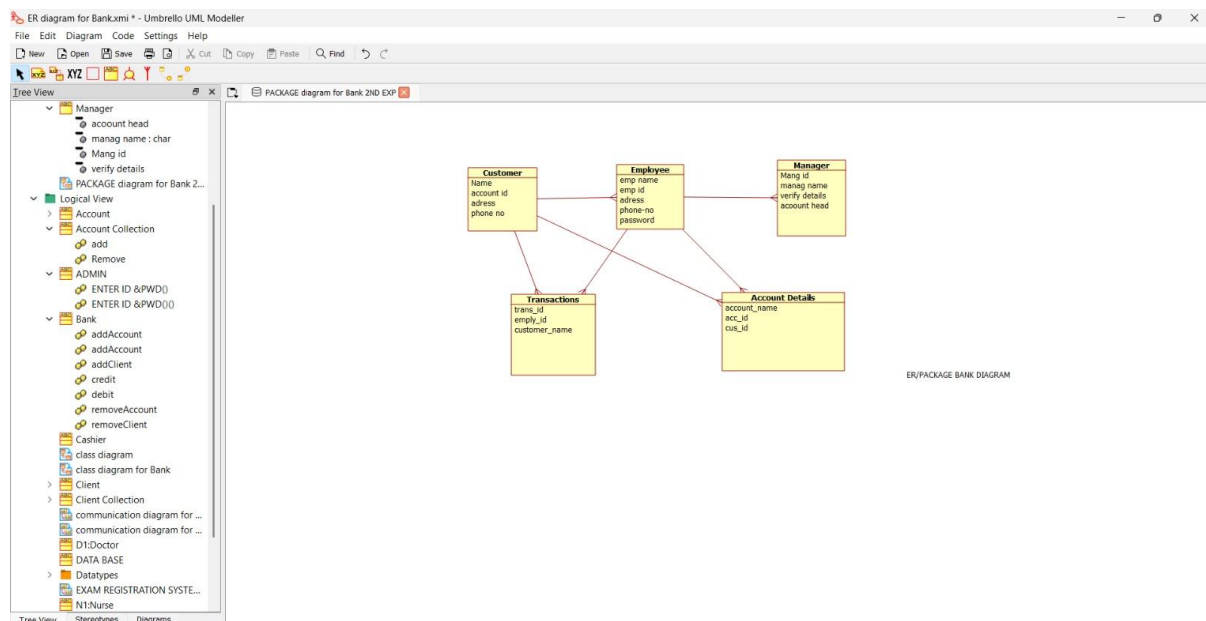 ER diagram for Bank.xmi * - Umbrello UML Modeller
File Edit Diagram Code Settings Help
New Open Save Cut Copy Paste Find
XYZ XYZ
Tree View
PACKAGE diagram for Bank 2ND EXP
Manager
acoount head
manag name : char
Mang id
verify details
PACKAGE diagram for Bank 2...
Logical View
Account
Account Collection
add
Remove
ADMIN
ENTER ID &PWD()
ENTER ID &PWD()()
Bank
addAccount
addAccount
addClient
credit
debit
removeAccount
removeClient
Cashier
class diagram
class diagram for Bank
Client
Client Collection
communication diagram for ...
communication diagram for ...
D1:Doctor
DATA BASE
Datatypes
EXAM REGISTRATION SYSTE...
N1:Nurse
Tree View Stereotypes Diagrams
Customer
Name
account id
adress
phone no
Employee
emp name
emp id
adress
phone-no
password
Manager
Mang id
manag name
verify details
acoount head
Transactions
trans_id
emply_id
customer_name
Account Details
account_name
acc_id
cus_id
ER/PACKAGE BANK DIAGRAM